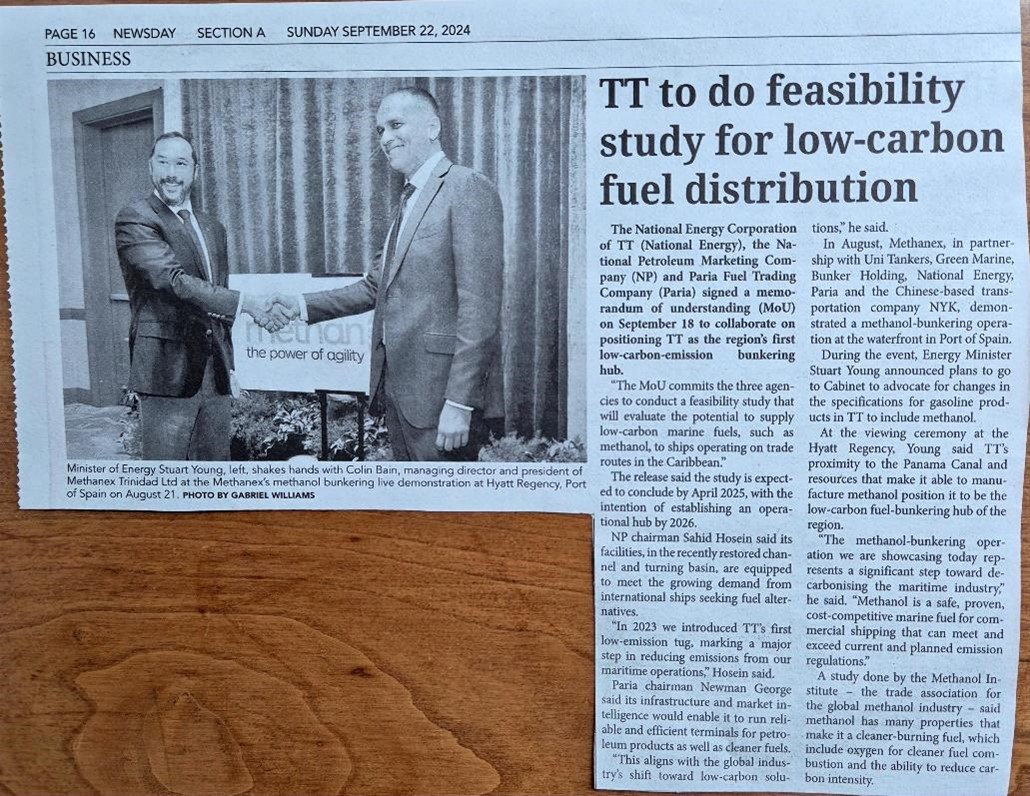 PAGE 16 NEWSDAY SECTION A SUNDAY SEPTEMBER 22, 2024
BUSINESS
methan
the power of agility
Minister of Energy Stuart Young, left, shakes hands with Colin Bain, managing director and president of
Methanex Trinidad Ltd at the Methanex's methanol bunkering live demonstration at Hyatt Regency, Port
of Spain on August 21. PHOTO BY GABRIEL WILLIAMS
TT to do feasibility
study for low-carbon
fuel distribution
The National Energy Corporation
of TT (National Energy), the Na-
tional Petroleum Marketing Com-
pany (NP) and Paria Fuel Trading
Company (Paria) signed a memo-
randum of understanding (MoU)
on September 18 to collaborate on
positioning TT as the region's first
low-carbon-emission bunkering
hub.
"The MoU commits the three agen-
cies to conduct a feasibility study that
will evaluate the potential to supply
low-carbon marine fuels, such as
methanol, to ships operating on trade
routes in the Caribbean."
The release said the study is expect-
ed to conclude by April 2025, with the
intention of establishing an opera-
tional hub by 2026.
NP chairman Sahid Hosein said its
facilities, in the recently restored chan-
nel and turning basin, are equipped
to meet the growing demand from
international ships seeking fuel alter-
natives.
"In 2023 we introduced TT's first
low-emission tug, marking a major
step in reducing emissions from our
maritime operations," Hosein said.
Paria chairman Newman George
said its infrastructure and market in-
telligence would enable it to run reli-
able and efficient terminals for petro-
leum products as well as cleaner fuels.
"This aligns with the global indus-
try's shift toward low-carbon solu-
tions," he said.
In August, Methanex, in partner-
ship with Uni Tankers, Green Marine,
Bunker Holding, National Energy,
Paria and the Chinese-based trans-
portation company NYK, demon-
strated a methanol-bunkering opera-
tion at the waterfront in Port of Spain.
During the event, Energy Minister
Stuart Young announced plans to go
to Cabinet to advocate for changes in
the specifications for gasoline prod-
ucts in TT to include methanol.
At the viewing ceremony at the
Hyatt Regency, Young said TT's
proximity to the Panama Canal and
resources that make it able to manu-
facture methanol position it to be the
low-carbon fuel-bunkering hub of the
region.
"The methanol-bunkering oper-
ation we are showcasing today rep-
resents a significant step toward de-
carbonising the maritime industry,"
he said. "Methanol is a safe, proven,
cost-competitive marine fuel for com-
mercial shipping that can meet and
exceed current and planned emission
regulations."
A study done by the Methanol In-
stitute – the trade association for
the global methanol industry – said
methanol has many properties that
make it a cleaner-burning fuel, which
include oxygen for cleaner fuel com-
bustion and the ability to reduce car-
bon intensity.